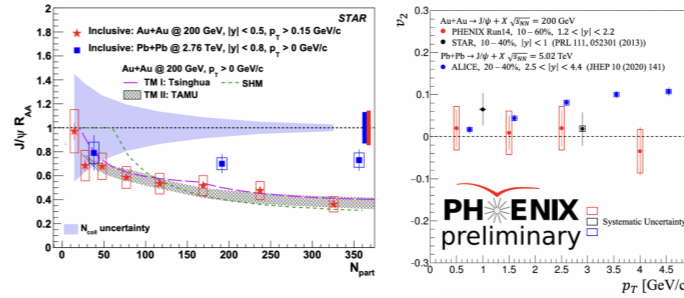 STAR
Inclusive: Au+Au @ 200 GeV, |y| < 0.5, p_T > 0.15 GeV/c
Inclusive: Pb+Pb @ 2.76 TeV, |y| < 0.8, p_T > 0 GeV/c
Au+Au @ 200 GeV, p_T > 0 GeV/c
TM I: Tsinghua
SHM
TM II: TAMU
J/ψ R_AA
1.8
1.6
1.4
1.2
1
0.8
0.6
0.4
0.2
0
N_coll uncertainty
0 50 100 150 200 250 300 350
N_part
v_2
0.3
0.2
0.1
0.0
−0.1
−0.2
−0.3
Au+Au → J/ψ + X √s_NN = 200 GeV
PHENIX Run14, 10 − 60%, 1.2 < |y| < 2.2
STAR, 10−40%, |y| < 1 (PRL 111, 052301 (2013))
Pb+Pb → J/ψ + X √s_NN = 5.02 TeV
ALICE, 20−40%, 2.5 < |y| < 4.4 (JHEP 10 (2020) 141)
PHENIX
preliminary
Systematic Uncertainty
0.0 0.5 1.0 1.5 2.0 2.5 3.0 3.5 4.0 4.5
p_T [GeV/c